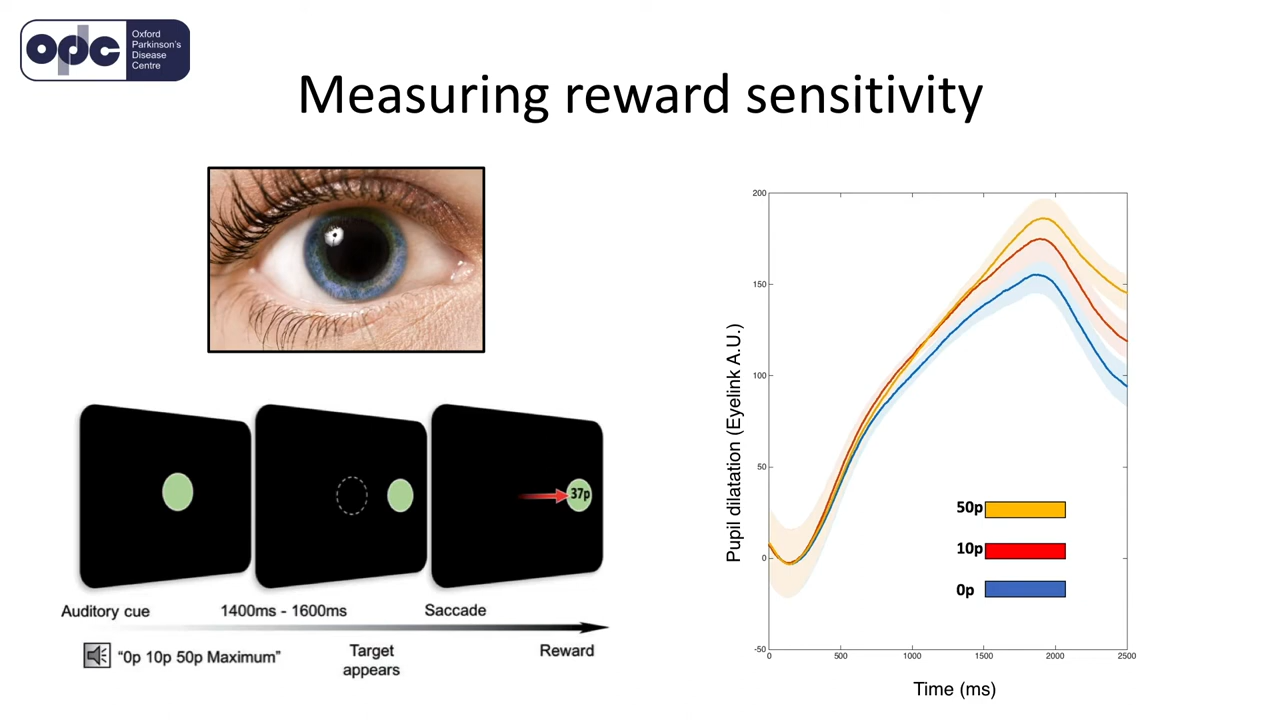 opdc
Oxford
Parkinson's
Disease
Centre
Measuring reward sensitivity
37p
Auditory cue
1400ms - 1600ms
Saccade
"0p 10p 50p Maximum"
Target
appears
Reward
Pupil dilatation (Eyelink A.U.)
200
150
100
50
0
-50
50p
10p
0p
0
500
1000
1500
2000
2500
Time (ms)